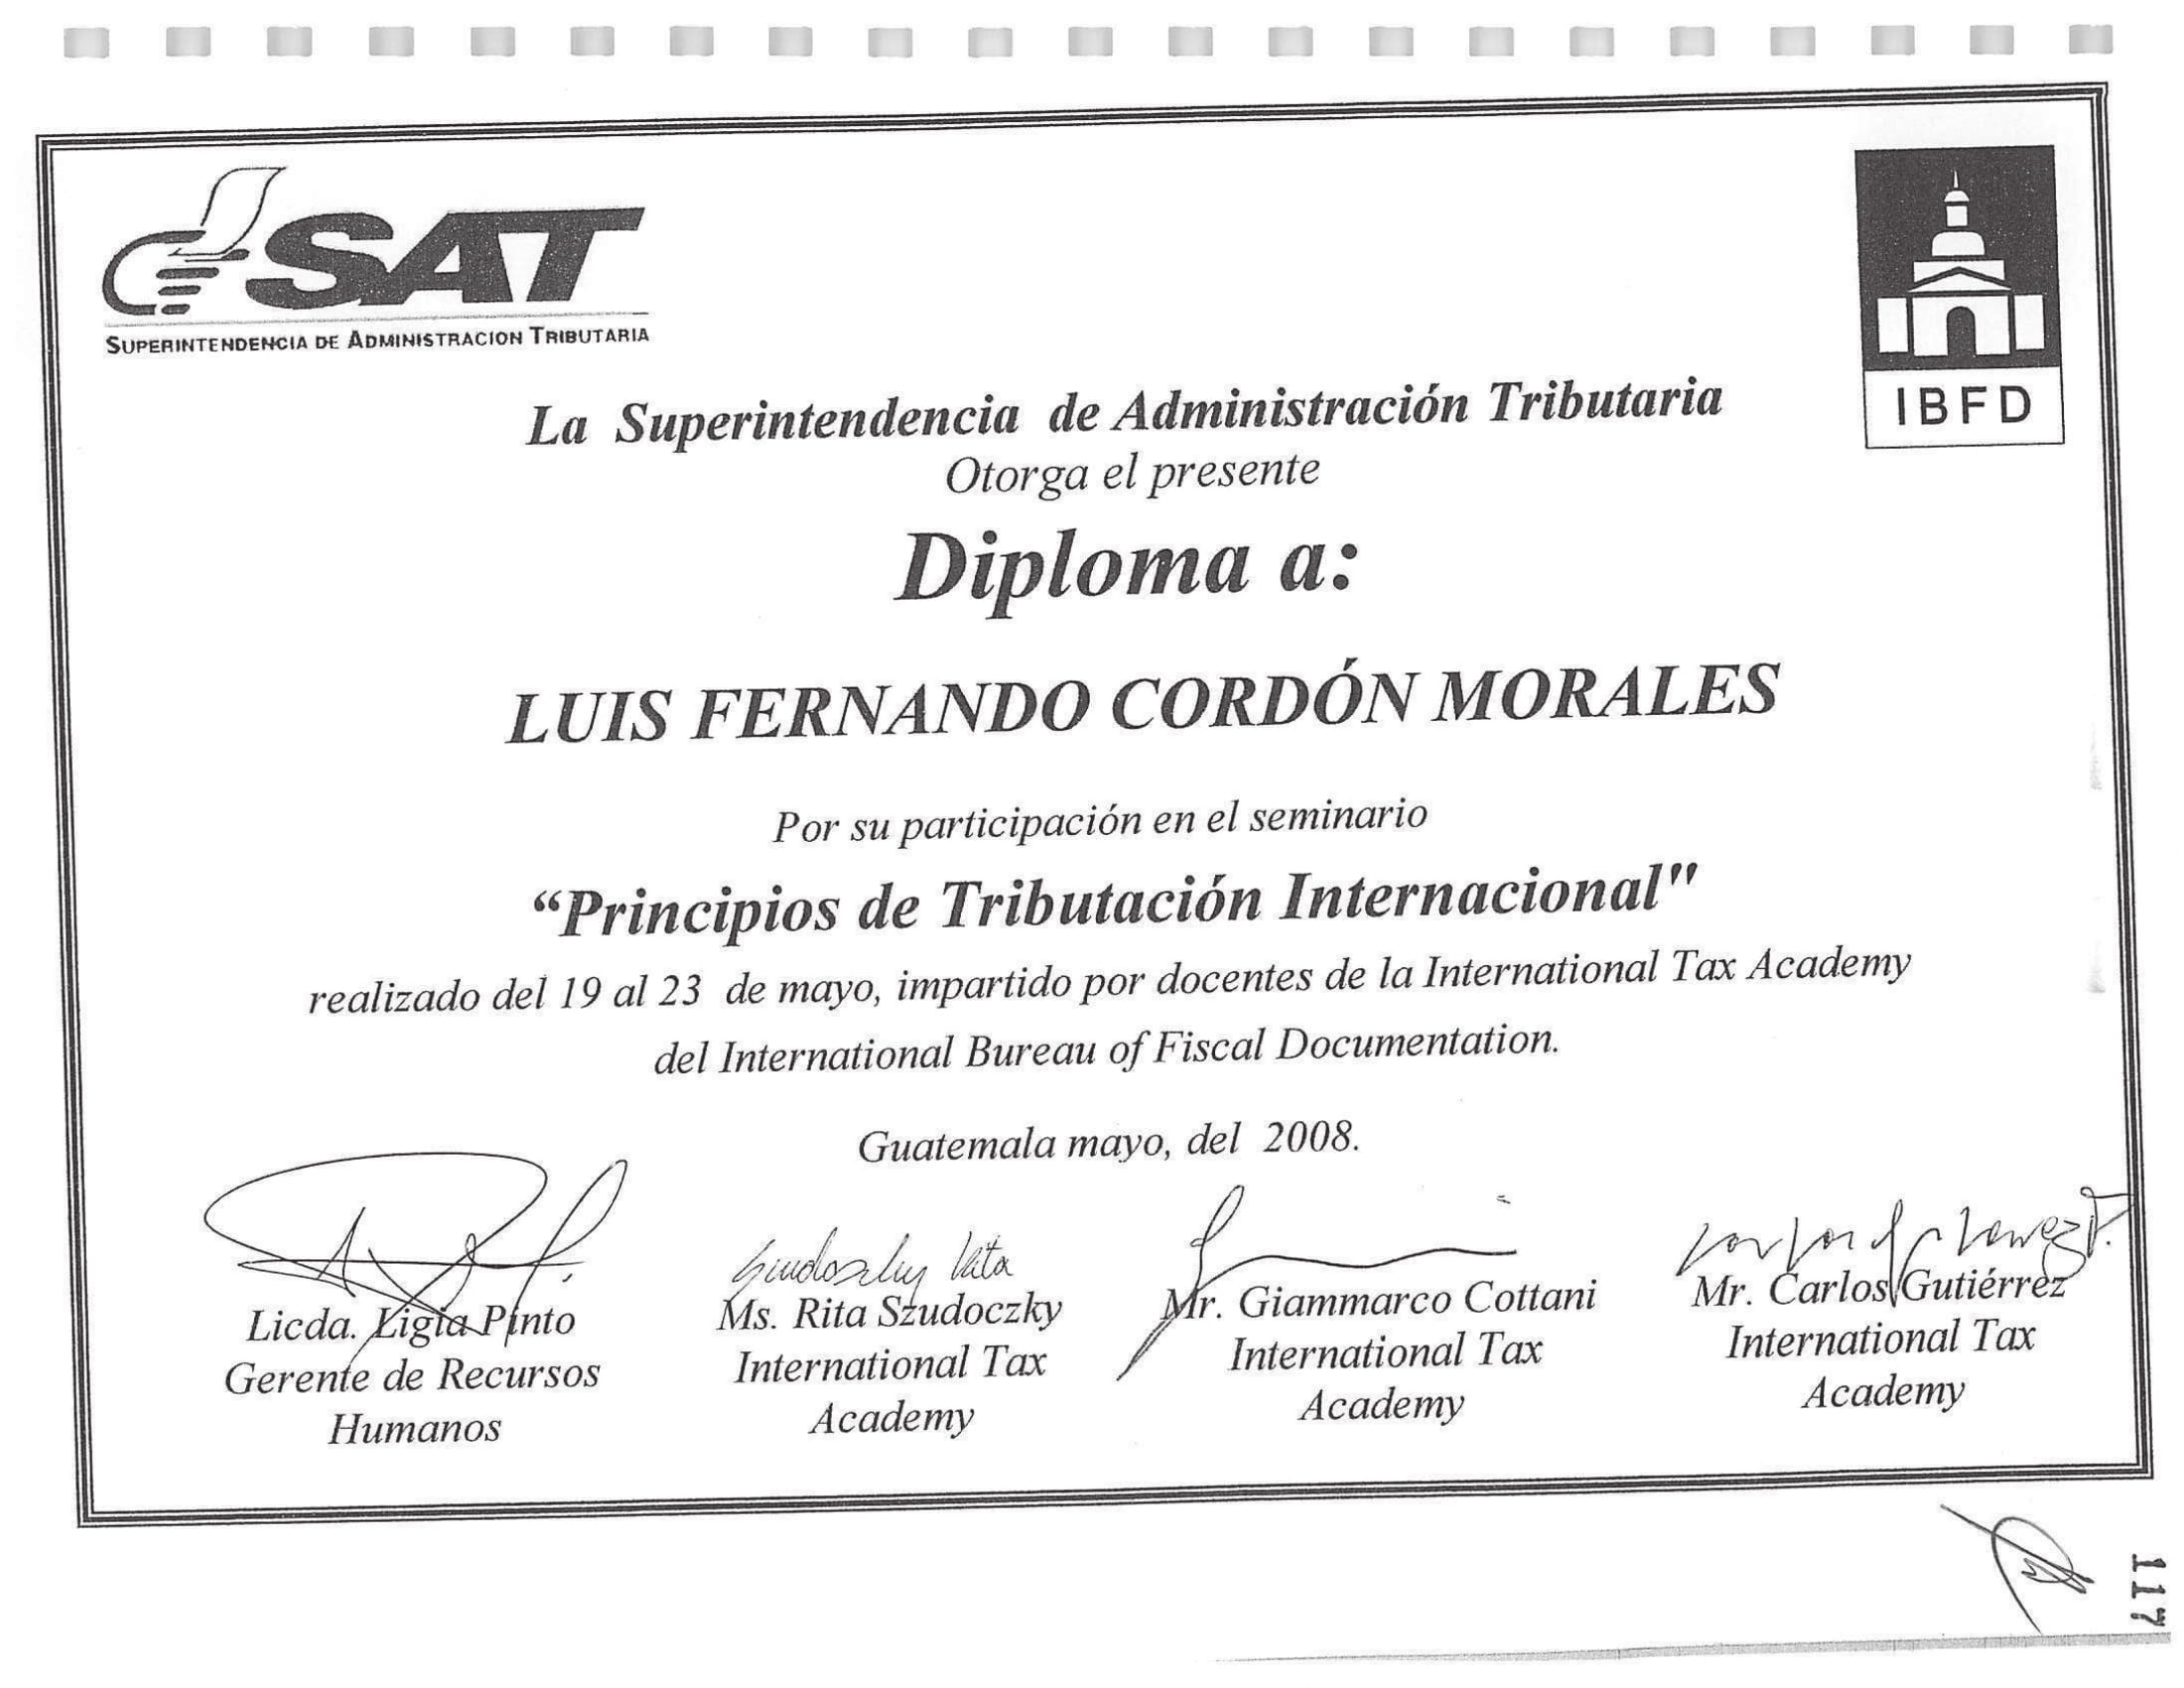 SAT
SUPERINTENDENCIA DE ADMINISTRACION TRIBUTARIA
IBFD
La Superintendencia de Administración Tributaria
Otorga el presente
Diploma a:
LUIS FERNANDO CORDÓN MORALES
Por su participación en el seminario
“Principios de Tributación Internacional"
realizado del 19 al 23 de mayo, impartido por docentes de la International Tax Academy
del International Bureau of Fiscal Documentation.
Guatemala mayo, del 2008.
Szudoczky Rita
Licda. Ligia Pinto
Gerente de Recursos
Humanos
Ms. Rita Szudoczky
International Tax
Academy
Mr. Giammarco Cottani
International Tax
Academy
Mr. Carlos Gutiérrez
International Tax
Academy
117